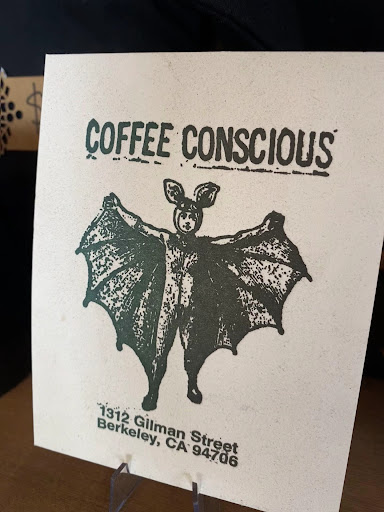 COFFEE CONSCIOUS
1312 Gilman Street
Berkeley, CA 94706
$